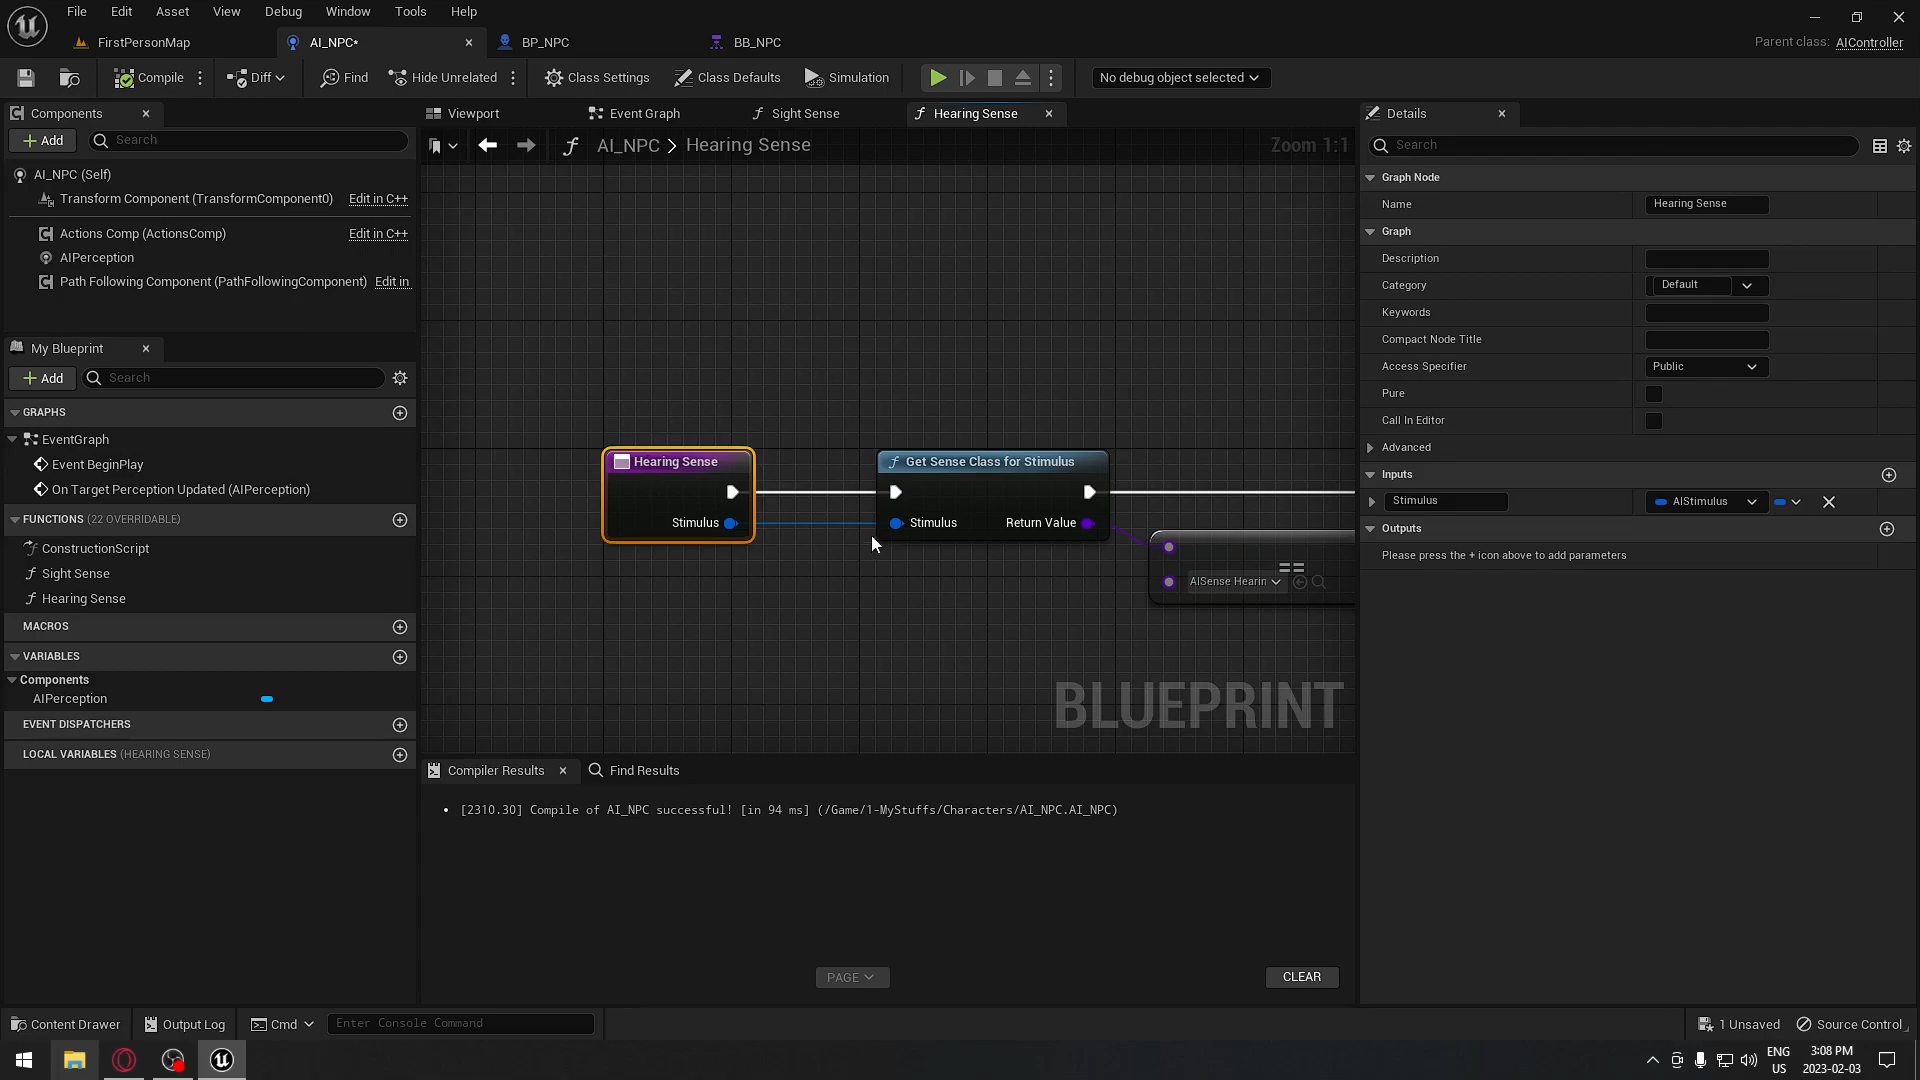 File Edit View Asset Debug Window Tools Help
FirstPersonMap
AI_NPC*
BP_NPC
BB_NPC
Parent class: AIController
Compile
Diff
Find
Hide Unrelated
Class Settings
Class Defaults
Simulation
No debug object selected
Components
Add
Search
AI_NPC (Self)
Transform Component (TransformComponent0) Edit in C++
Actions Comp (ActionsComp) Edit in C++
AIPerception
Path Following Component (PathFollowingComponent) Edit in
My Blueprint
Add
Search
GRAPHS
EventGraph
Event BeginPlay
On Target Perception Updated (AIPerception)
FUNCTIONS (22 OVERRIDABLE)
ConstructionScript
Sight Sense
Hearing Sense
MACROS
VARIABLES
Components
AIPerception
EVENT DISPATCHERS
LOCAL VARIABLES (HEARING SENSE)
Viewport
Event Graph
Sight Sense
Hearing Sense
AI_NPC > Hearing Sense
Zoom 1:1
Hearing Sense
Stimulus
Get Sense Class for Stimulus
Stimulus Return Value
==
AISense Hearin
BLUEPRINT
Compiler Results
Find Results
[2310.30] Compile of AI_NPC successful! [in 94 ms] (/Game/1-MyStuffs/Characters/AI_NPC.AI_NPC)
PAGE
CLEAR
Details
Search
Graph Node
Name Hearing Sense
Graph
Description
Category Default
Keywords
Compact Node Title
Access Specifier Public
Pure
Call In Editor
Advanced
Inputs
Stimulus AIStimulus
Outputs
Please press the + icon above to add parameters
Content Drawer
Output Log
Cmd
Enter Console Command
1 Unsaved
Source Control
ENG
US
3:08 PM
2023-02-03